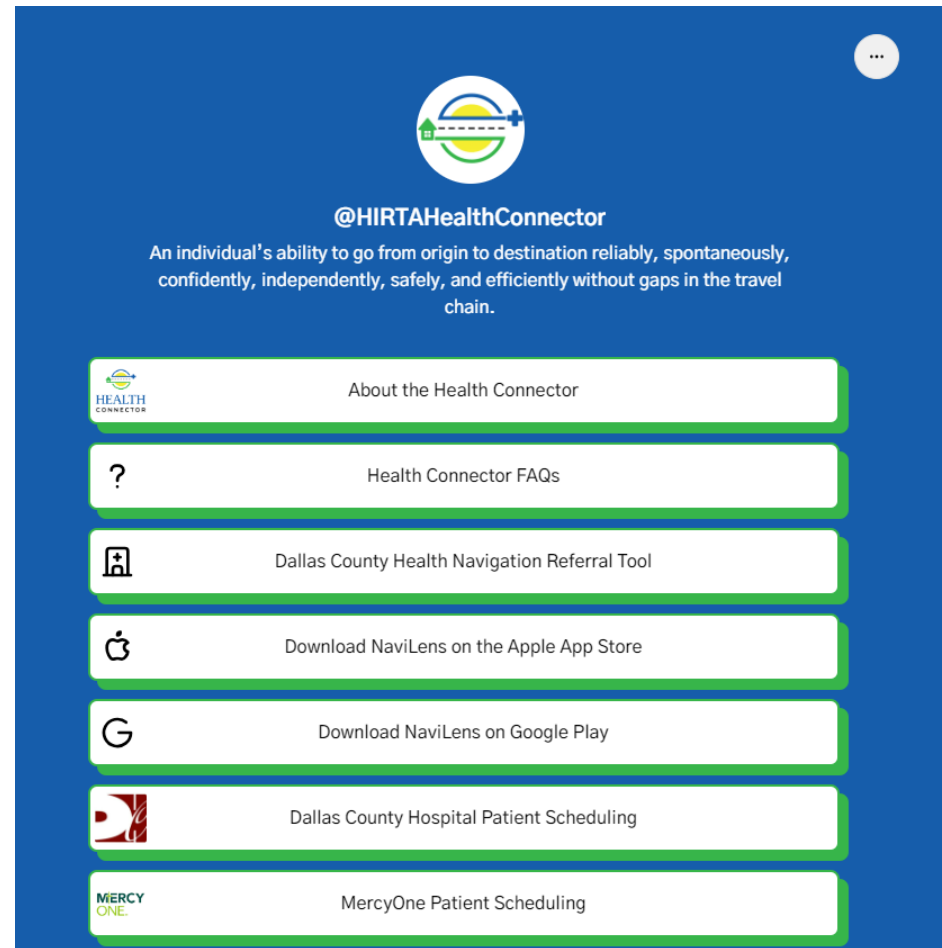 ...
@HIRTAHealthConnector
An individual’s ability to go from origin to destination reliably, spontaneously,
confidently, independently, safely, and efficiently without gaps in the travel
chain.
HEALTH
CONNECTOR
About the Health Connector
?
Health Connector FAQs
Dallas County Health Navigation Referral Tool
Download NaviLens on the Apple App Store
G
Download NaviLens on Google Play
Dallas County Hospital Patient Scheduling
MERCY
ONE.
MercyOne Patient Scheduling